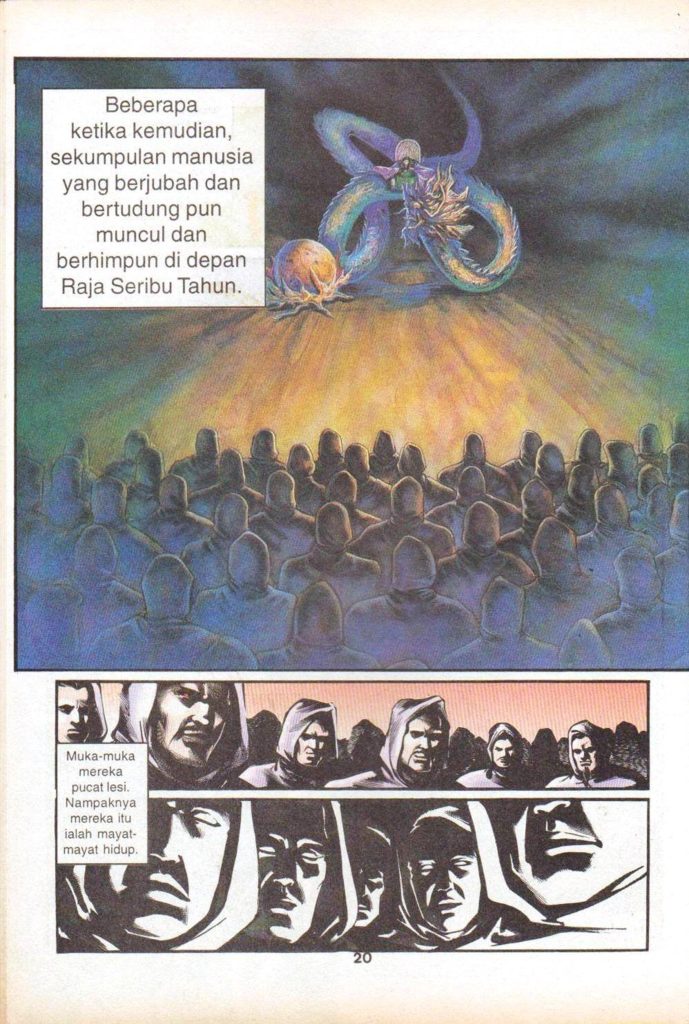 Beberapa
ketika kemudian,
sekumpulan manusia
yang berjubah dan
bertudung pun
muncul dan
berhimpun di depan
Raja Seribu Tahun.
Muka-muka
mereka
pucat lesi.
Nampaknya
mereka itu
ialah mayat-
mayat hidup.
20